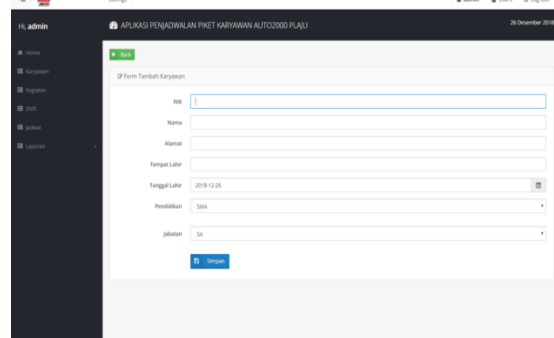 Hi, admin
APLIKASI PENJADWALAN PIKET KARYAWAN AUTO2000 PLAJU
26 Desember 2018
Home
Karyawan
Kegiatan
Shift
Jadwal
Laporan
Back
Form Tambah Karyawan
NIK
Nama
Alamat
Tempat Lahir
Tanggal Lahir 2018-12-26
Pendidikan SMA
Jabatan SA
Simpan